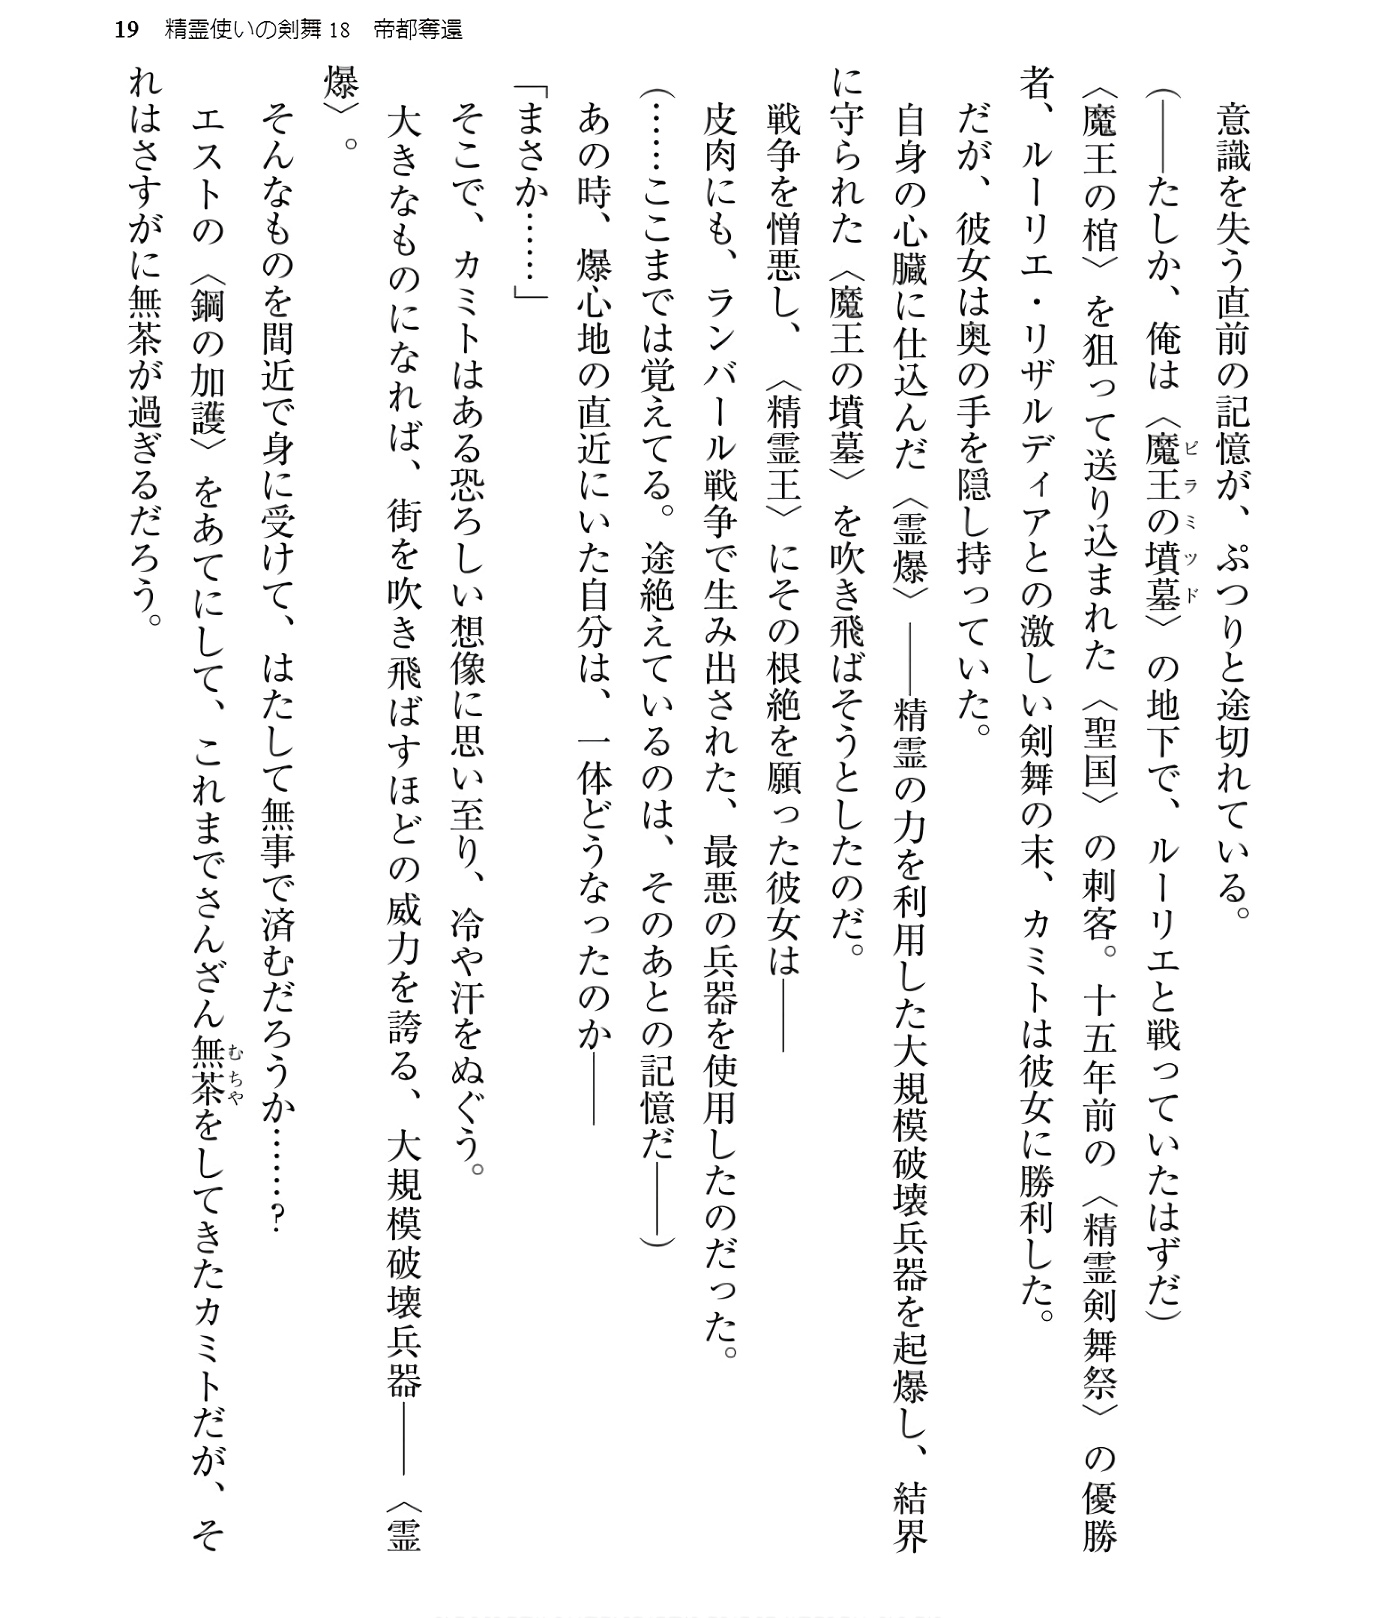 19　精霊使いの剣舞18　帝都奪還
　意識を失う直前の記憶が、ぷつりと途切れている。
（――たしか、俺は〈魔王の墳墓〉の地下で、ルーリエと戦っていたはずだ）
ピラミッド
〈魔王の棺〉を狙って送り込まれた〈聖国〉の刺客。十五年前の〈精霊剣舞祭〉の優勝
者、ルーリエ・リザルディアとの激しい剣舞の末、カミトは彼女に勝利した。
　だが、彼女は奥の手を隠し持っていた。
　自身の心臓に仕込んだ〈霊爆〉――精霊の力を利用した大規模破壊兵器を起爆し、結界
に守られた〈魔王の墳墓〉を吹き飛ばそうとしたのだ。
　戦争を憎悪し、〈精霊王〉にその根絶を願った彼女は――
　皮肉にも、ランバール戦争で生み出された、最悪の兵器を使用したのだった。
（……ここまでは覚えてる。途絶えているのは、そのあとの記憶だ――）
　あの時、爆心地の直近にいた自分は、一体どうなったのか――
「まさか……」
　そこで、カミトはある恐ろしい想像に思い至り、冷や汗をぬぐう。
　大きなものになれば、街を吹き飛ばすほどの威力を誇る、大規模破壊兵器――〈霊
爆〉。
　そんなものを間近で身に受けて、はたして無事で済むだろうか……？
　エストの〈鋼の加護〉をあてにして、これまでさんざん無茶をしてきたカミトだが、そ
むちや
れはさすがに無茶が過ぎるだろう。